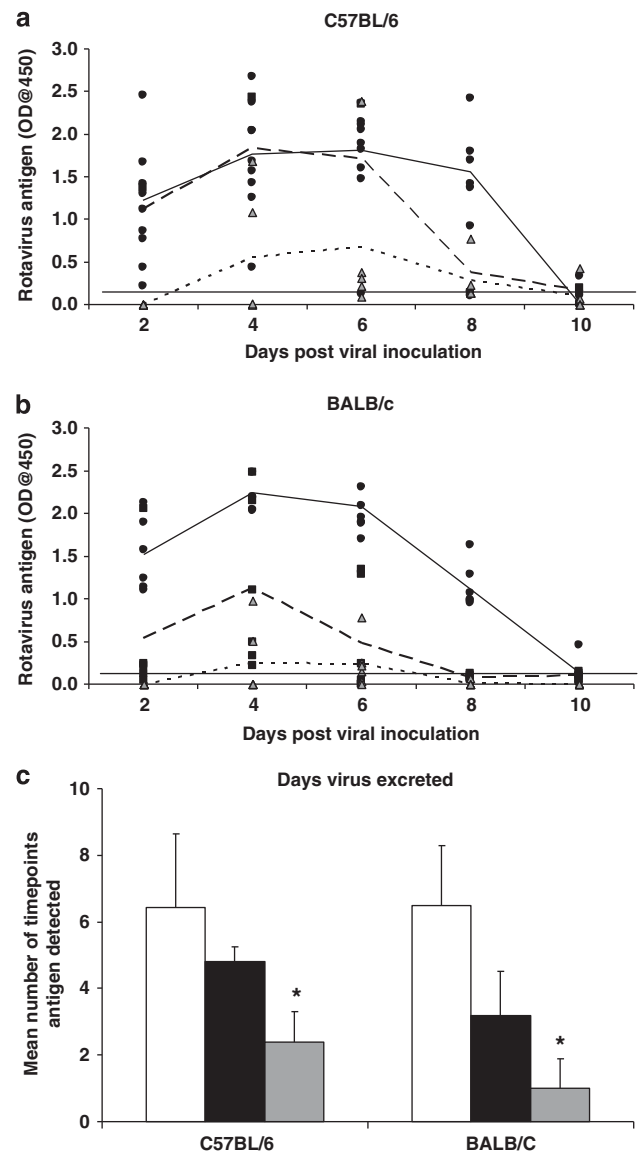 a
C57BL/6
Rotavirus antigen (OD@450)
3.0
2.5
2.0
1.5
1.0
0.5
0.0
2 4 6 8 10
Days post viral inoculation
b
BALB/c
Rotavirus antigen (OD@450)
3.0
2.5
2.0
1.5
1.0
0.5
0.0
2 4 6 8 10
Days post viral inoculation
c
Days virus excreted
Mean number of timepoints
antigen detected
10
8
6
4
2
0
*
*
C57BL/6 BALB/C